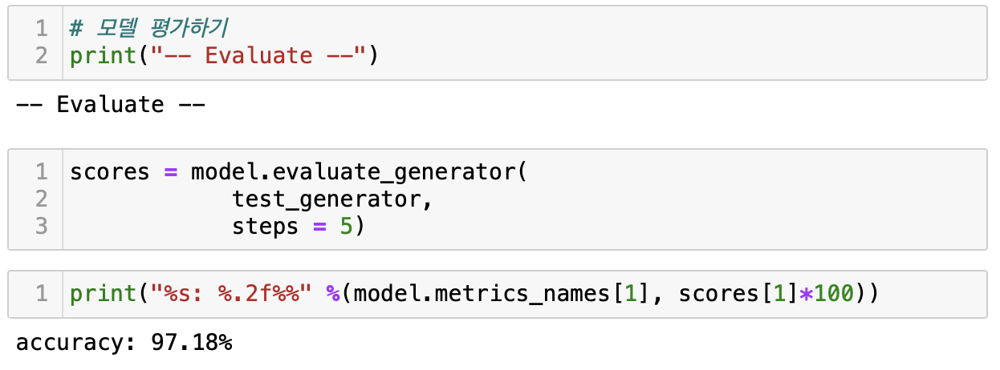 1 # 모델 평가하기
2 print("-- Evaluate --")
-- Evaluate --
1 scores = model.evaluate_generator(
2 test_generator,
3 steps = 5)
1 print("%s: %.2f%%" %(model.metrics_names[1], scores[1]*100))
accuracy: 97.18%